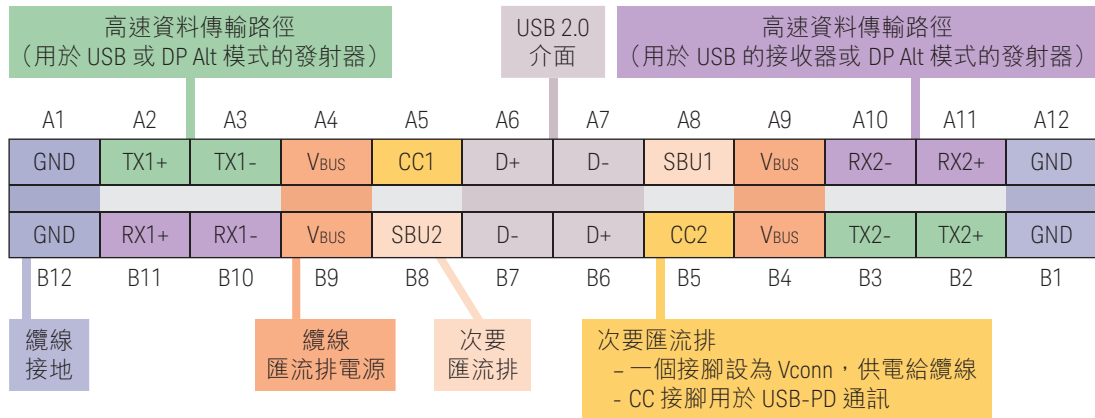 高速資料傳輸路徑
（用於 USB 或 DP Alt 模式的發射器）
USB 2.0
介面
高速資料傳輸路徑
（用於 USB 的接收器或 DP Alt 模式的發射器）
A1 A2 A3 A4 A5 A6 A7 A8 A9 A10 A11 A12
GND TX1+ TX1- VBUS CC1 D+ D- SBU1 VBUS RX2- RX2+ GND
GND RX1+ RX1- VBUS SBU2 D- D+ CC2 VBUS TX2- TX2+ GND
B12 B11 B10 B9 B8 B7 B6 B5 B4 B3 B2 B1
纜線
接地
纜線
匯流排電源
次要
匯流排
次要匯流排
– 一個接腳設為 Vconn，供電給纜線
- CC 接腳用於 USB-PD 通訊